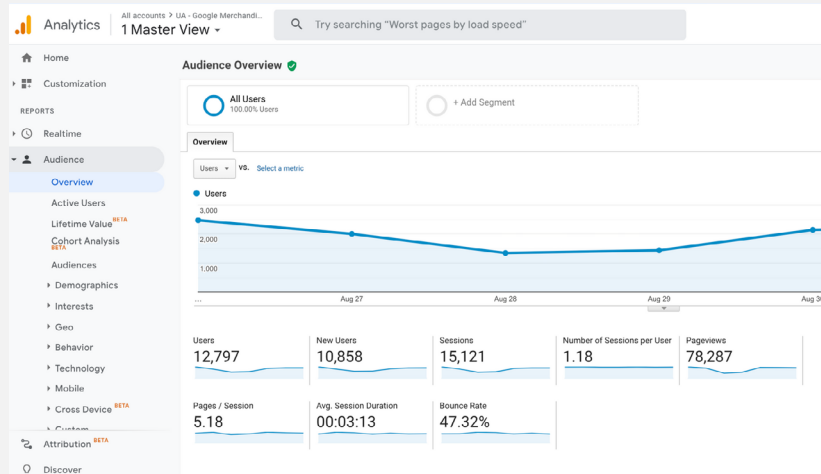 Analytics
All accounts > UA - Google Merchandi...
1 Master View
Try searching "Worst pages by load speed"
Home
Customization
REPORTS
Realtime
Audience
Overview
Active Users
Lifetime Value BETA
Cohort Analysis
BETA
Audiences
Demographics
Interests
Geo
Behavior
Technology
Mobile
Cross Device BETA
Custom
Attribution BETA
Discover
Audience Overview
All Users
100.00% Users
+ Add Segment
Overview
Users VS. Select a metric
Users
3,000
2,000
1,000
... Aug 27 Aug 28 Aug 29 Aug 30
Users
12,797
New Users
10,858
Sessions
15,121
Number of Sessions per User
1.18
Pageviews
78,287
Pages / Session
5.18
Avg. Session Duration
00:03:13
Bounce Rate
47.32%